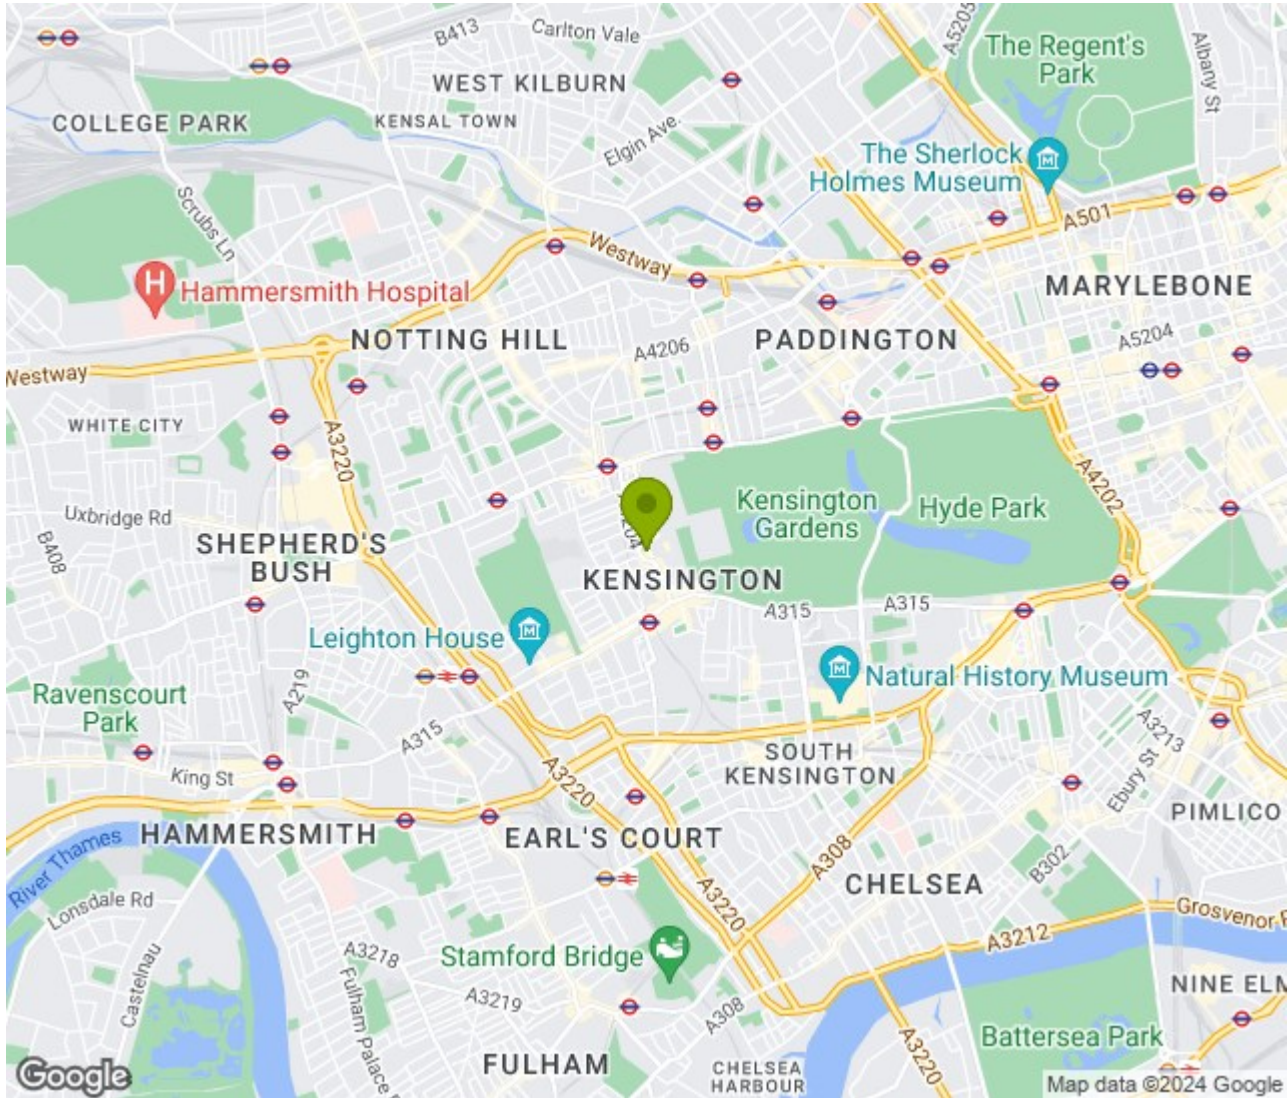 B413
Carlton Vale
A5205
The Regent's
Park
Albany St
WEST KILBURN
COLLEGE PARK
KENSAL TOWN
Elgin Ave.
The Sherlock
Holmes Museum
Scrubs Ln
A501
Westway
H
Hammersmith Hospital
MARYLEBONE
NOTTING HILL
A4206
PADDINGTON
A5204
Westway
WHITE CITY
A3220
A4202
Uxbridge Rd
B408
SHEPHERD'S
BUSH
Kensington
Gardens
Hyde Park
KENSINGTON
A315
A315
M
Leighton House
M
Natural History Museum
Ravenscourt
Park
A219
A315
King St
SOUTH
KENSINGTON
A3213
Ebury St
A3220
PIMLICO
HAMMERSMITH
EARL'S COURT
A308
B302
River Thames
CHELSEA
Lonsdale Rd
A3220
Grosvenor
A3212
A3218
Stamford Bridge
Castelnau
A3219
A308
NINE ELM
Fulham Palace
Battersea Park
A3220
FULHAM
CHELSEA
HARBOUR
Google
Map data ©2024 Google